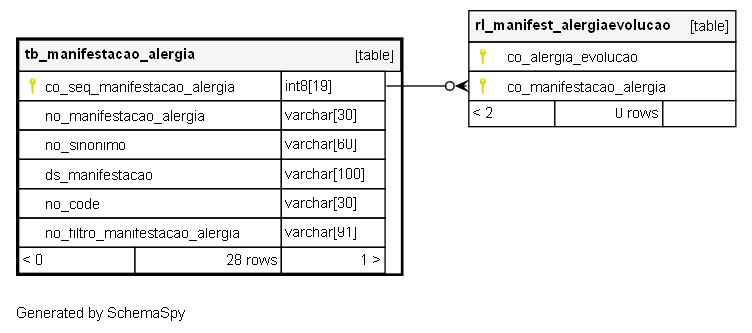 tb_manifestacao_alergia [table]
co_seq_manifestacao_alergia int8[19]
no_manifestacao_alergia varchar[30]
no_sinonimo varchar[60]
ds_manifestacao varchar[100]
no_code varchar[30]
no_filtro_manifestacao_alergia varchar[91]
< 0 28 rows 1 >
rl_manifest_alergiaevolucao [table]
co_alergia_evolucao
co_manifestacao_alergia
< 2 0 rows
Generated by SchemaSpy